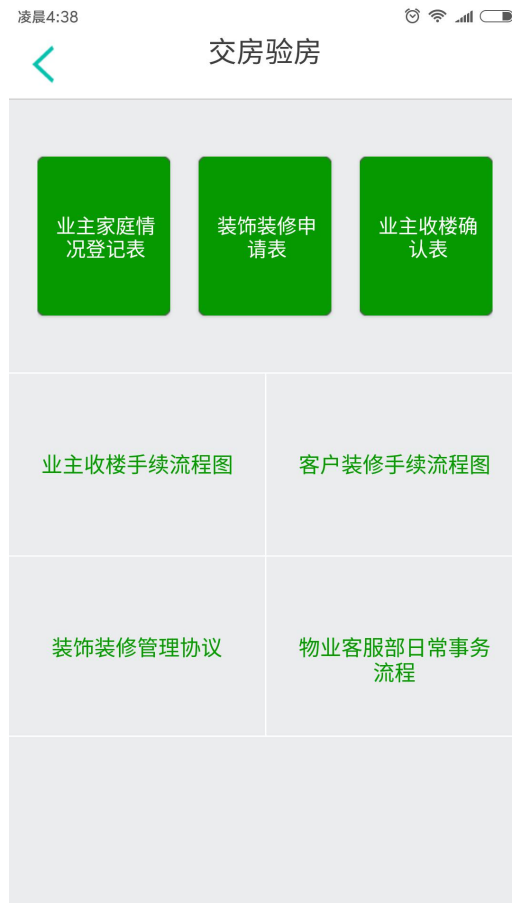 凌晨4:38
交房验房
业主家庭情
况登记表
装饰装修申
请表
业主收楼确
认表
业主收楼手续流程图
客户装修手续流程图
装饰装修管理协议
物业客服部日常事务
流程